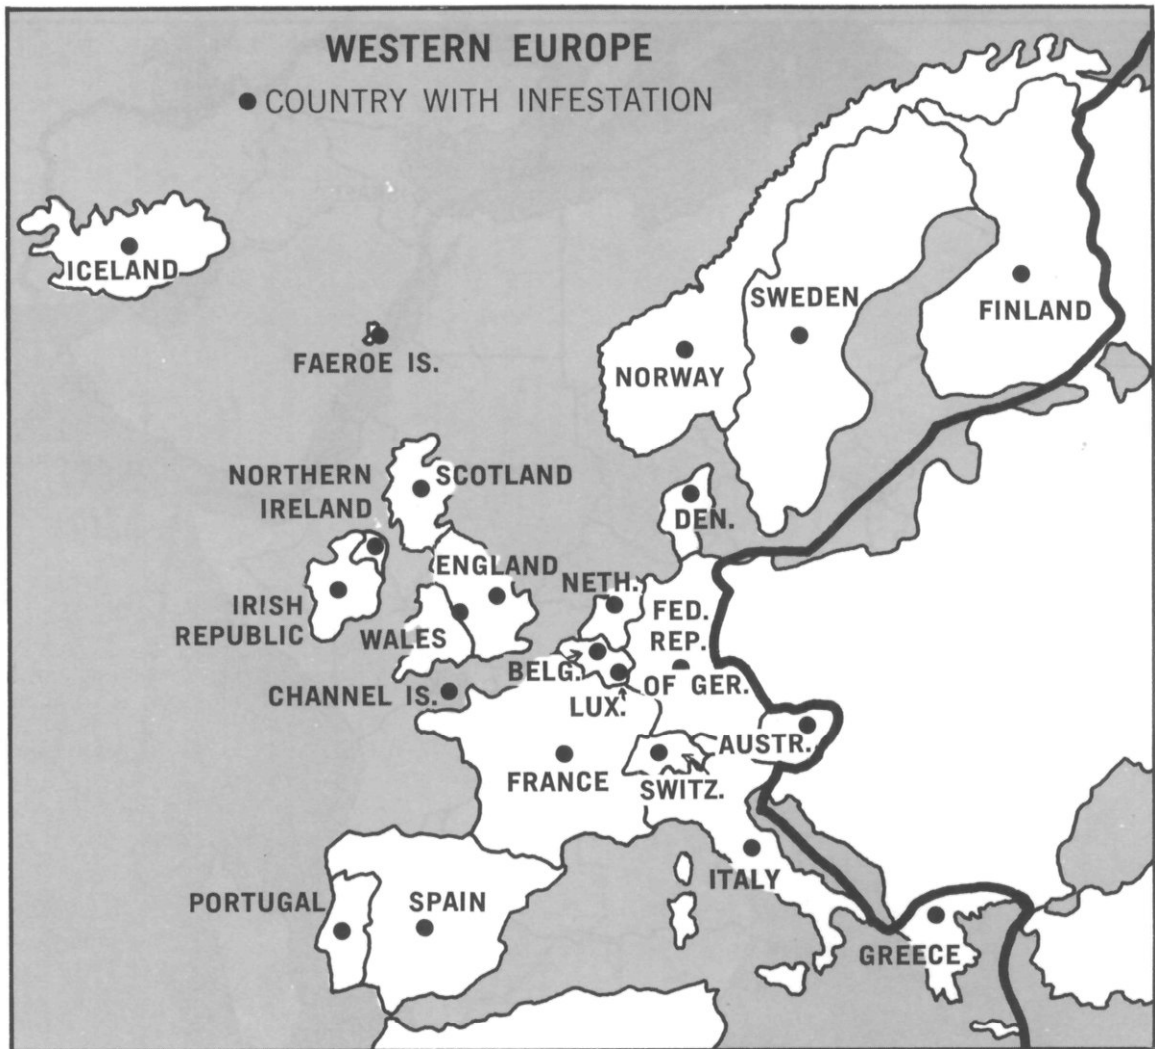 WESTERN EUROPE
● COUNTRY WITH INFESTATION
ICELAND
FAEROE IS.
NORWAY
SWEDEN
FINLAND
NORTHERN
IRELAND
SCOTLAND
DEN.
ENGLAND
NETH.
IRISH
REPUBLIC
WALES
FED.
REP.
OF GER.
BELG.
CHANNEL IS.
LUX.
AUSTR.
FRANCE
SWITZ.
ITALY
PORTUGAL
SPAIN
GREECE